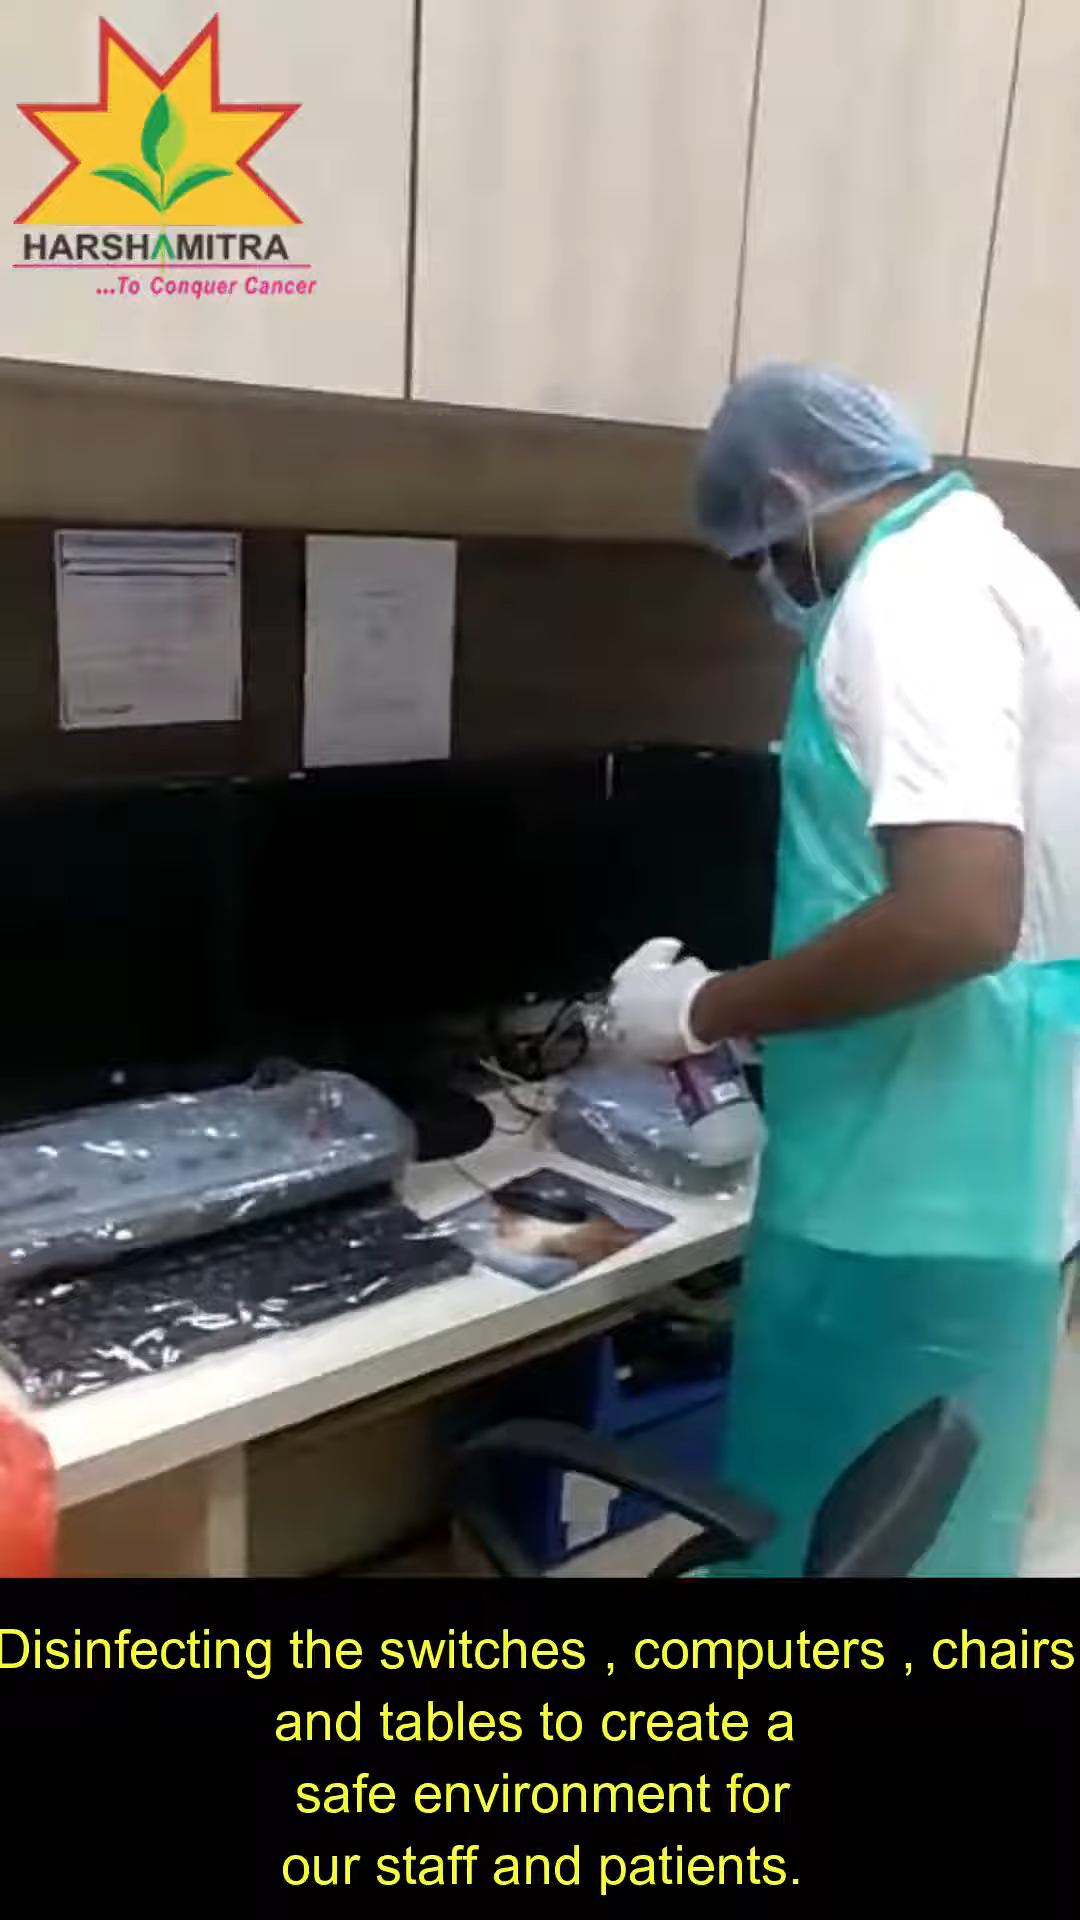 HARSHAMITRA
...To Conquer Cancer
Disinfecting the switches , computers , chairs
and tables to create a
safe environment for
our staff and patients.